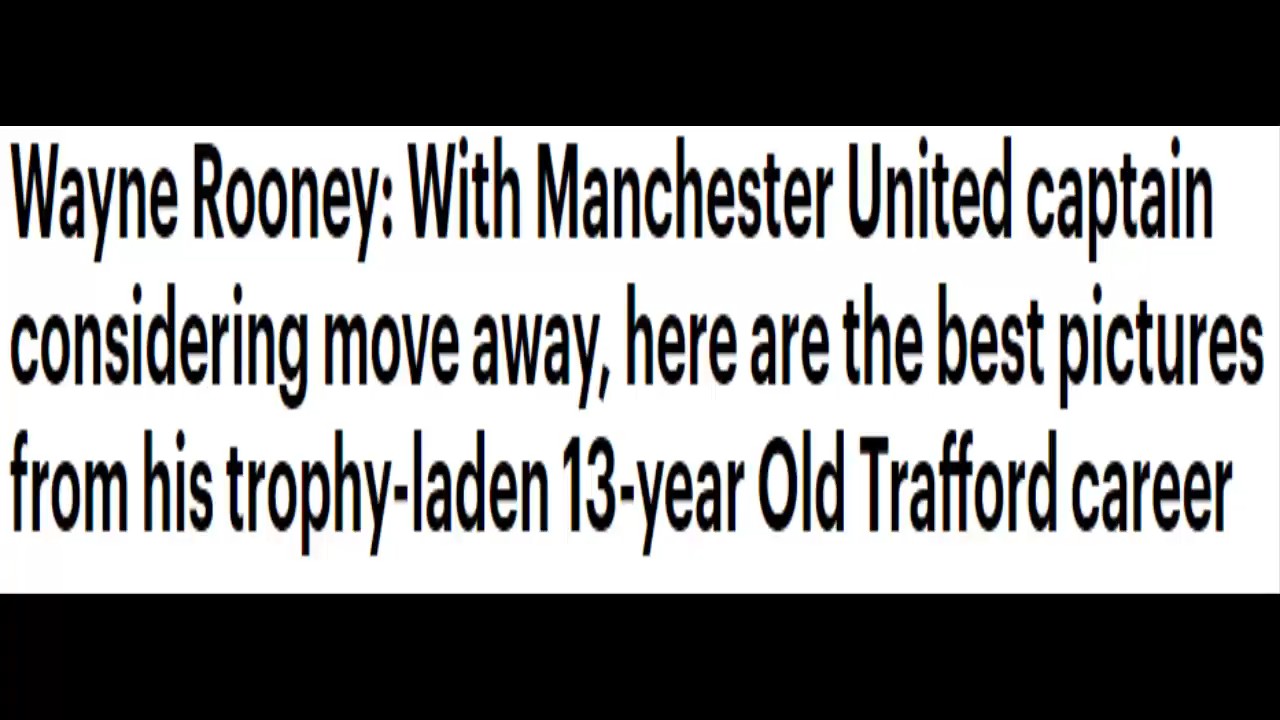 Wayne Rooney: With Manchester United captain
considering move away, here are the best pictures
from his trophy-laden 13-year Old Trafford career